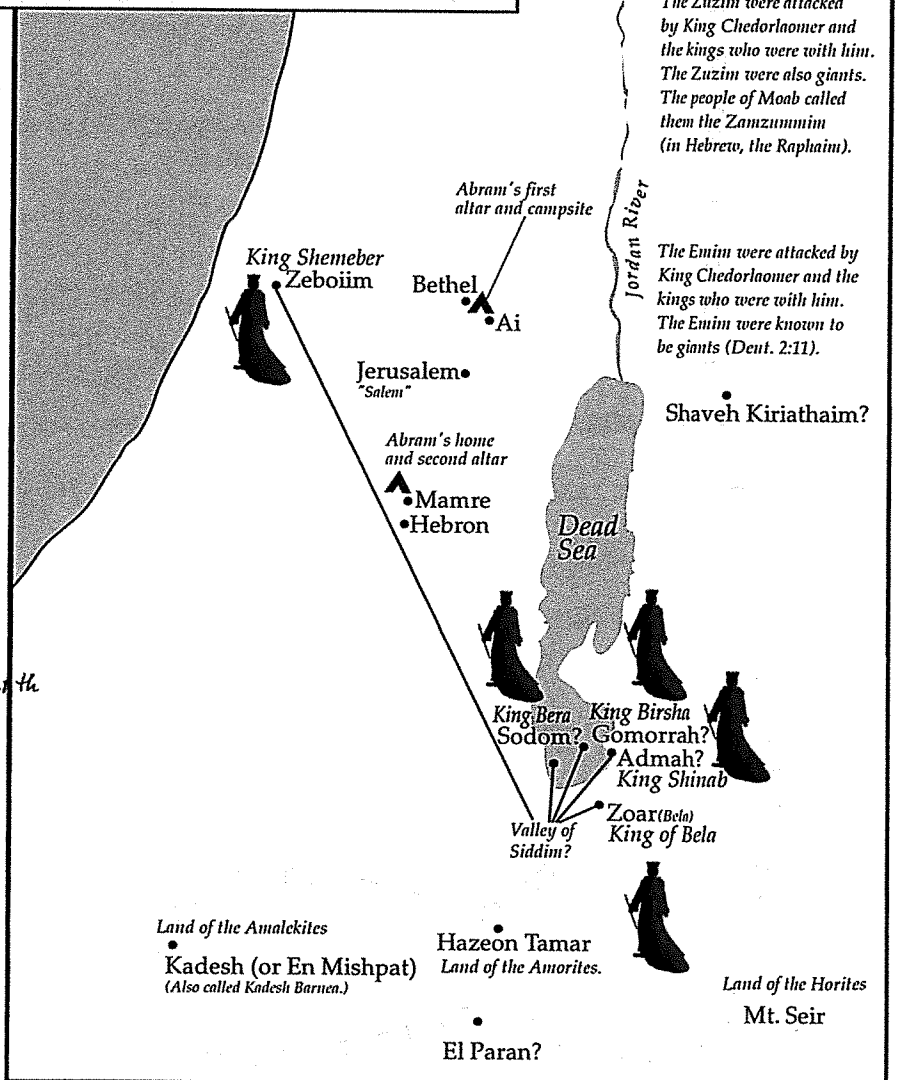 The Zuzim were attacked
by King Chedorlaomer and
the kings who were with him.
The Zuzim were also giants.
The people of Moab called
them the Zamzummim
(in Hebrew, the Raphaim).
Abram's first
altar and campsite
Jordan River
King Shemeber
Zeboiim
Bethel
Ai
The Emim were attacked by
King Chedorlaomer and the
kings who were with him.
The Emim were known to
be giants (Deut. 2:11).
Jerusalem
"Salem"
Shaveh Kiriathaim?
Abram's home
and second altar
Mamre
Hebron
Dead
Sea
th
King Bera
Sodom?
King Birsha
Gomorrah?
Admah?
King Shinab
Zoar (Bela)
King of Bela
Valley of
Siddim?
Land of the Amalekites
Kadesh (or En Mishpat)
(Also called Kadesh Barnea.)
Hazeon Tamar
Land of the Amorites.
Land of the Horites
Mt. Seir
El Paran?